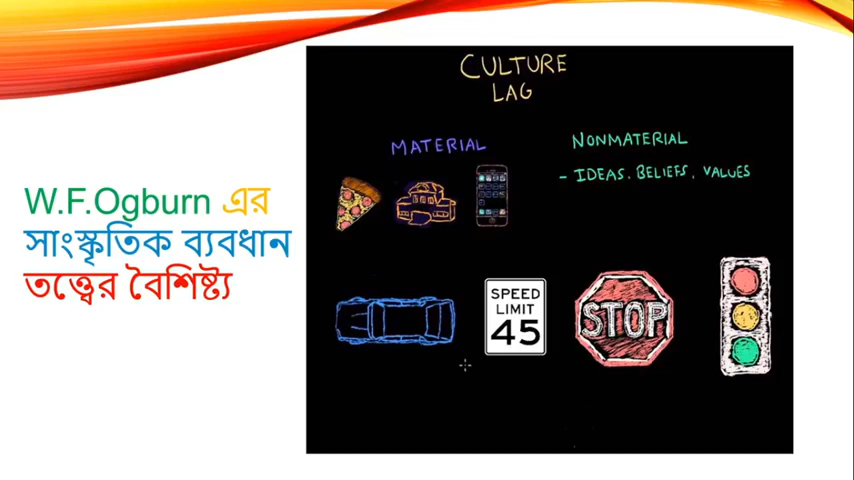 W.F.Ogburn এর
সাংস্কৃতিক ব্যবধান
তত্ত্বের বৈশিষ্ট্য
CULTURE
LAG
MATERIAL
NONMATERIAL
- IDEAS, BELIEFS, VALUES
SPEED
LIMIT
45
STOP